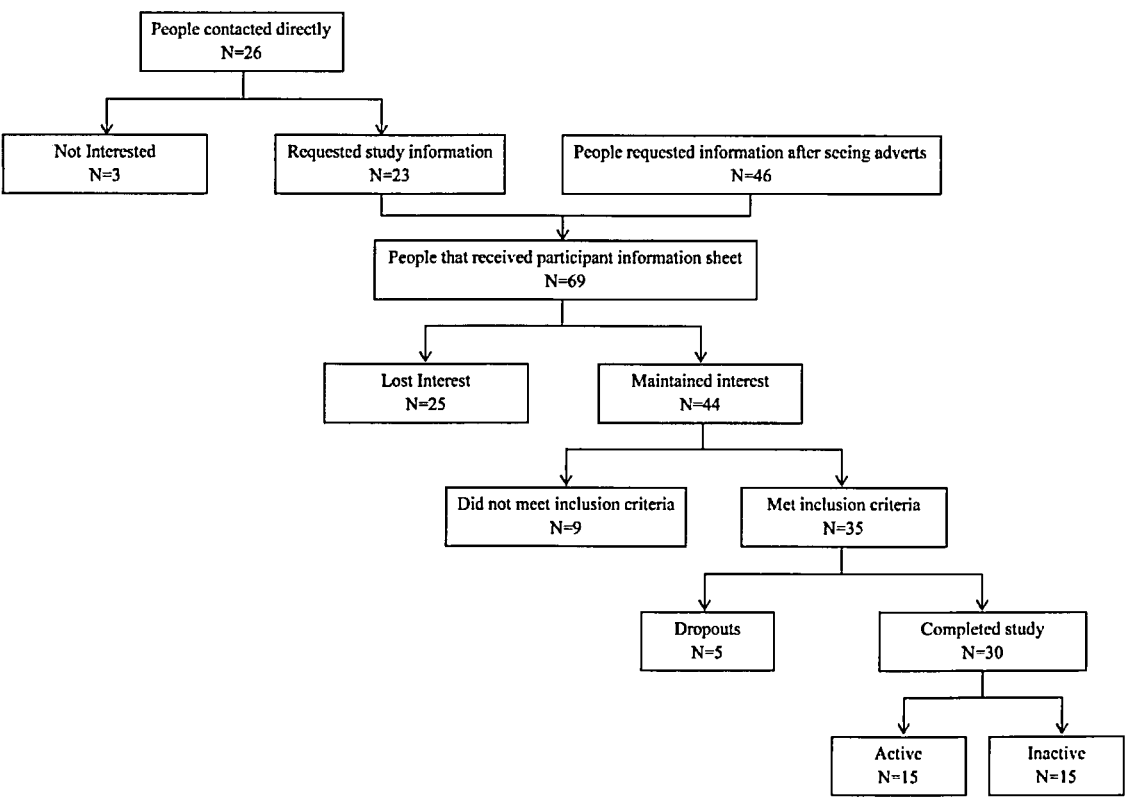 People contacted directly
N=26
Not Interested
N=3
Requested study information
N=23
People requested information after seeing adverts
N=46
People that received participant information sheet
N=69
Lost Interest
N=25
Maintained interest
N=44
Did not meet inclusion criteria
N=9
Met inclusion criteria
N=35
Dropouts
N=5
Completed study
N=30
Active
N=15
Inactive
N=15